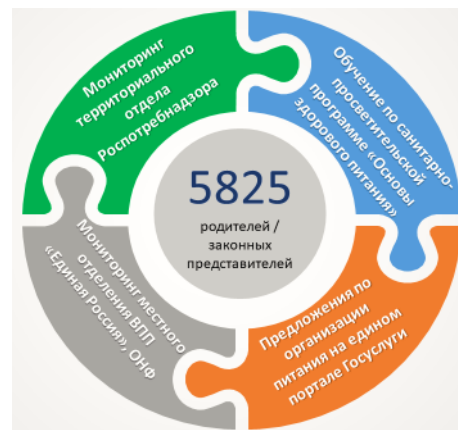 Мониторинг
территориального
отдела
Роспотребнадзора
Обучение по санитарно-
просветительской
программе «Основы
здорового питания»
5825
родителей /
законных
представителей
Мониторинг местного
отделения ВПП
«Единая Россия», ОНФ
Предложения по
организации
питания на едином
портале Госуслуги